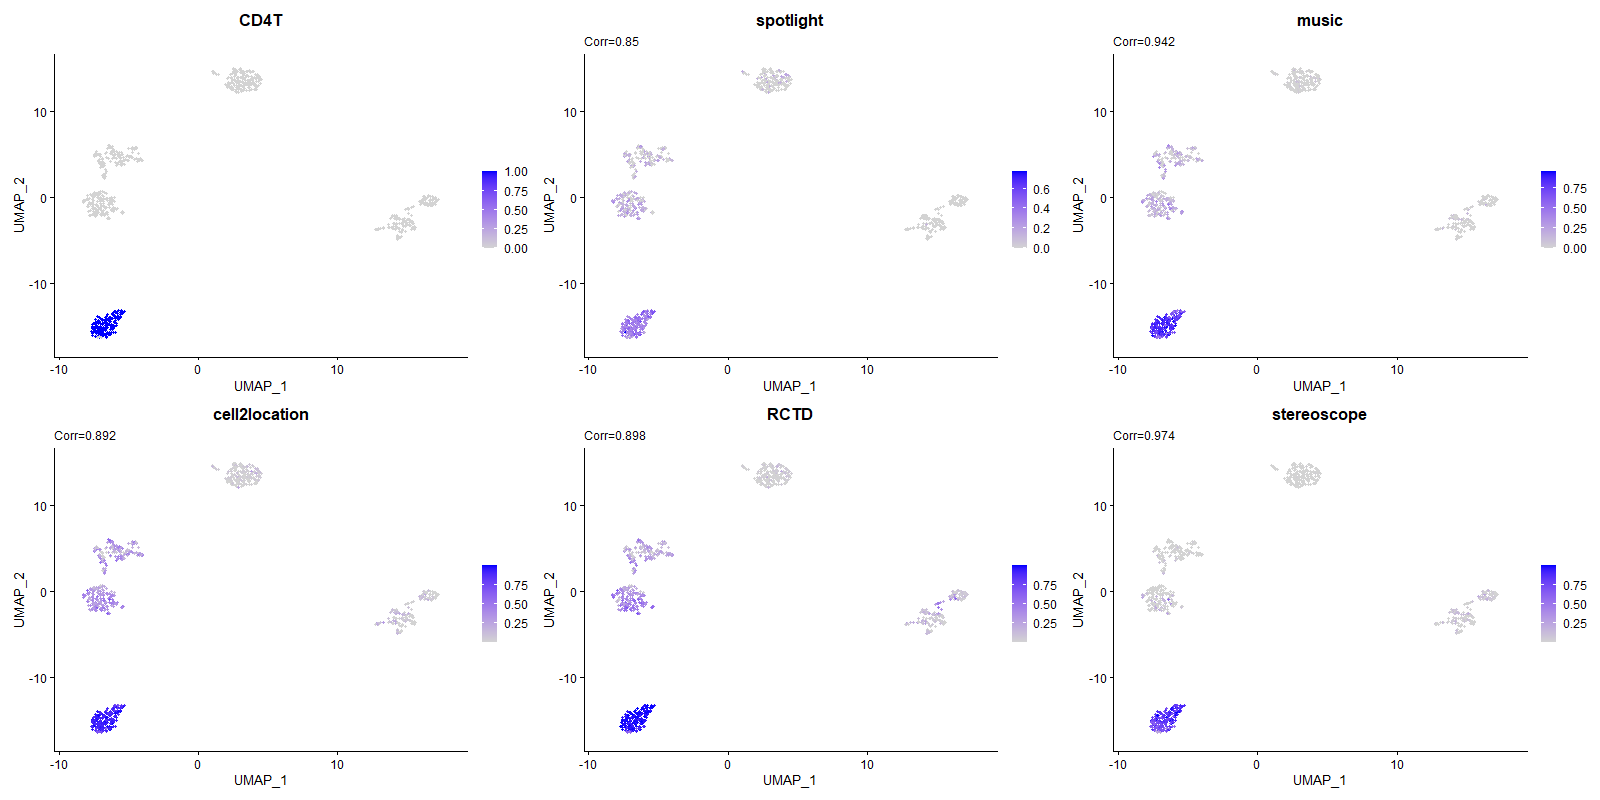 CD4T
10
0
-10
UMAP_2
-10
0
10
UMAP_1
1.00
0.75
0.50
0.25
0.00
spotlight
Corr=0.85
10
0
-10
UMAP_2
-10
0
10
UMAP_1
0.6
0.4
0.2
0.0
music
Corr=0.942
10
0
-10
UMAP_2
-10
0
10
UMAP_1
0.75
0.50
0.25
0.00
cell2location
Corr=0.892
10
0
-10
UMAP_2
-10
0
10
UMAP_1
0.75
0.50
0.25
RCTD
Corr=0.898
10
0
-10
UMAP_2
-10
0
10
UMAP_1
0.75
0.50
0.25
stereoscope
Corr=0.974
10
0
-10
UMAP_2
-10
0
10
UMAP_1
0.75
0.50
0.25